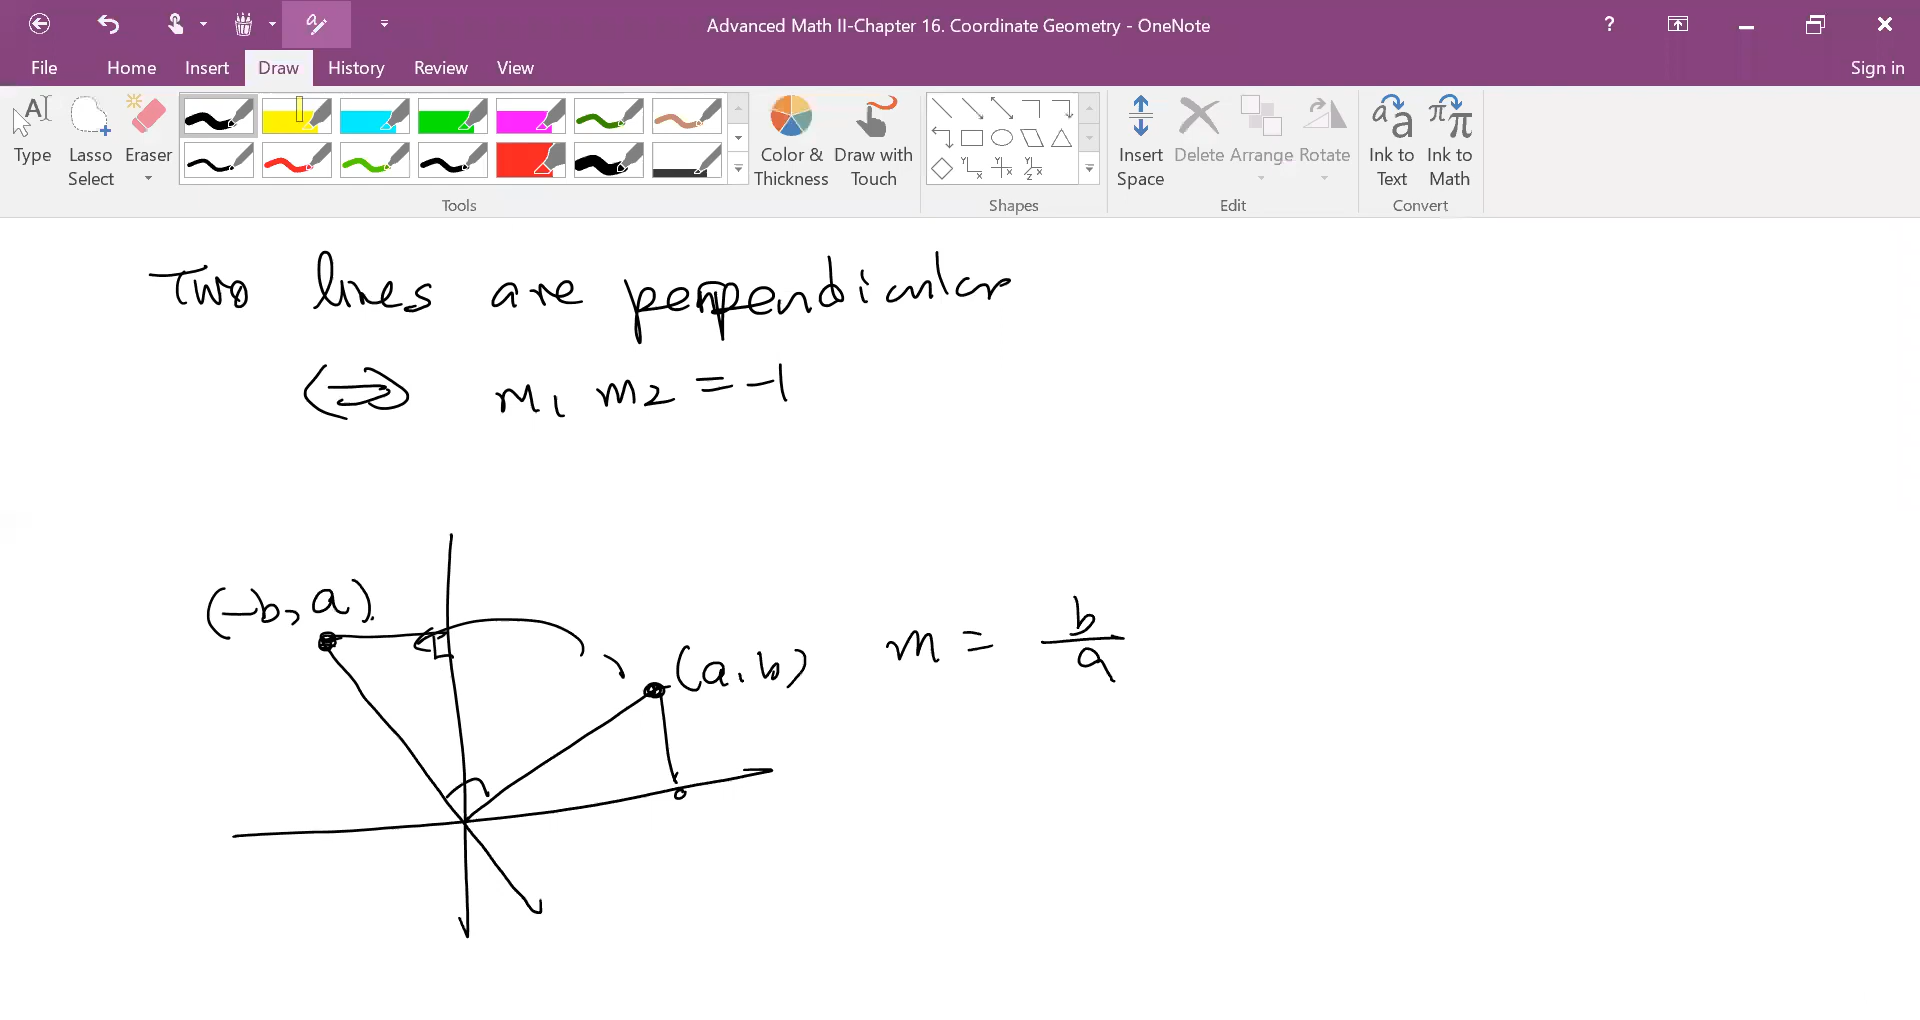 Advanced Math II-Chapter 16. Coordinate Geometry - OneNote
?
File Home Insert Draw History Review View Sign in
Type Lasso Select Eraser Color & Thickness Draw with Touch Insert Space Delete Arrange Rotate Ink to Text Ink to Math
Tools Shapes Edit Convert
Two lines are perpendicular
⟺ m1 m2 = -1
(-b, a)
(a, b)
m = b/a